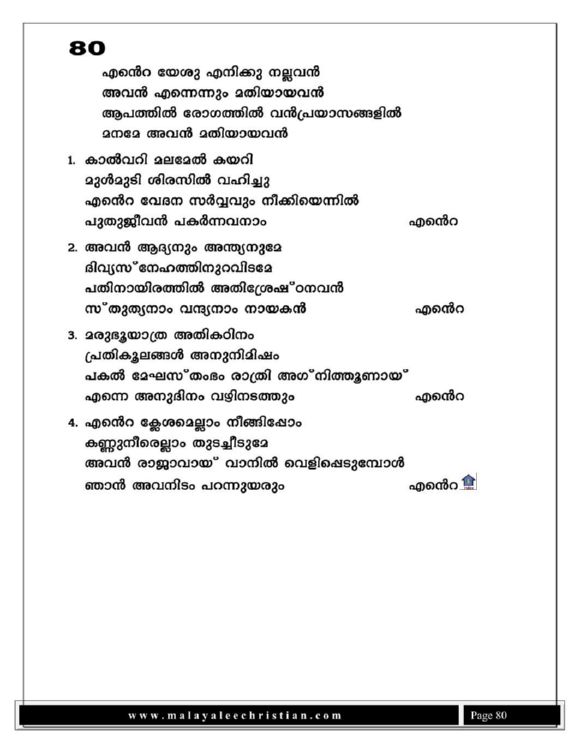 80
എൻെറ യേശു എനിക്കു നല്ലവൻ
അവൻ എന്നെന്നും മതിയായവൻ
ആപത്തിൽ രോഗത്തിൽ വൻപ്രയാസങ്ങളിൽ
മനമേ അവൻ മതിയായവൻ
1. കാൽവറി മലമേൽ കയറി
മുൾമുടി ശിരസിൽ വഹിച്ചു
എൻെറ വേദന സർവ്വവും നീക്കിയെന്നിൽ
പുതുജീവൻ പകർന്നവനാം എൻെറ
2. അവൻ ആദ്യനും അന്ത്യനുമേ
ദിവ്യസ്‌നേഹത്തിനുറവിടമേ
പതിനായിരത്തിൽ അതിശ്രേഷ്‌ഠനവൻ
സ്‌തുത്യനാം വന്ദ്യനാം നായകൻ എൻെറ
3. മരുഭൂയാത്ര അതികഠിനം
പ്രതികൂലങ്ങൾ അനുനിമിഷം
പകൽ മേഘസ്‌തംഭം രാത്രി അഗ്‌നിത്തൂണായ്
എന്നെ അനുദിനം വഴിനടത്തും എൻെറ
4. എൻെറ ക്ലേശമെല്ലാം നീങ്ങിപ്പോം
കണ്ണുനീരെല്ലാം തുടച്ചീടുമേ
അവൻ രാജാവായ് വാനിൽ വെളിപ്പെടുമ്പോൾ
ഞാൻ അവനിടം പറന്നുയരും എൻെറ
www.malayaleechristian.com Page 80